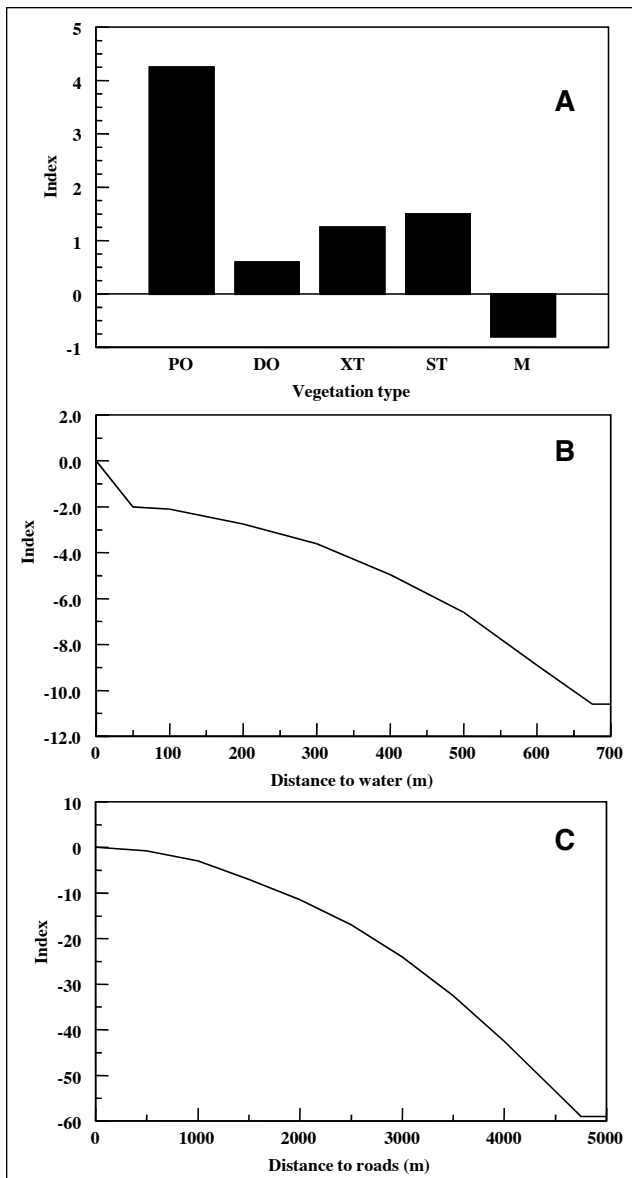 5
4
3
2
1
0
-1
Index
A
PO DO XT ST M
Vegetation type
2.0
0.0
-2.0
-4.0
-6.0
-8.0
-10.0
-12.0
Index
B
0 100 200 300 400 500 600 700
Distance to water (m)
10
0
-10
-20
-30
-40
-50
-60
Index
C
0 1000 2000 3000 4000 5000
Distance to roads (m)